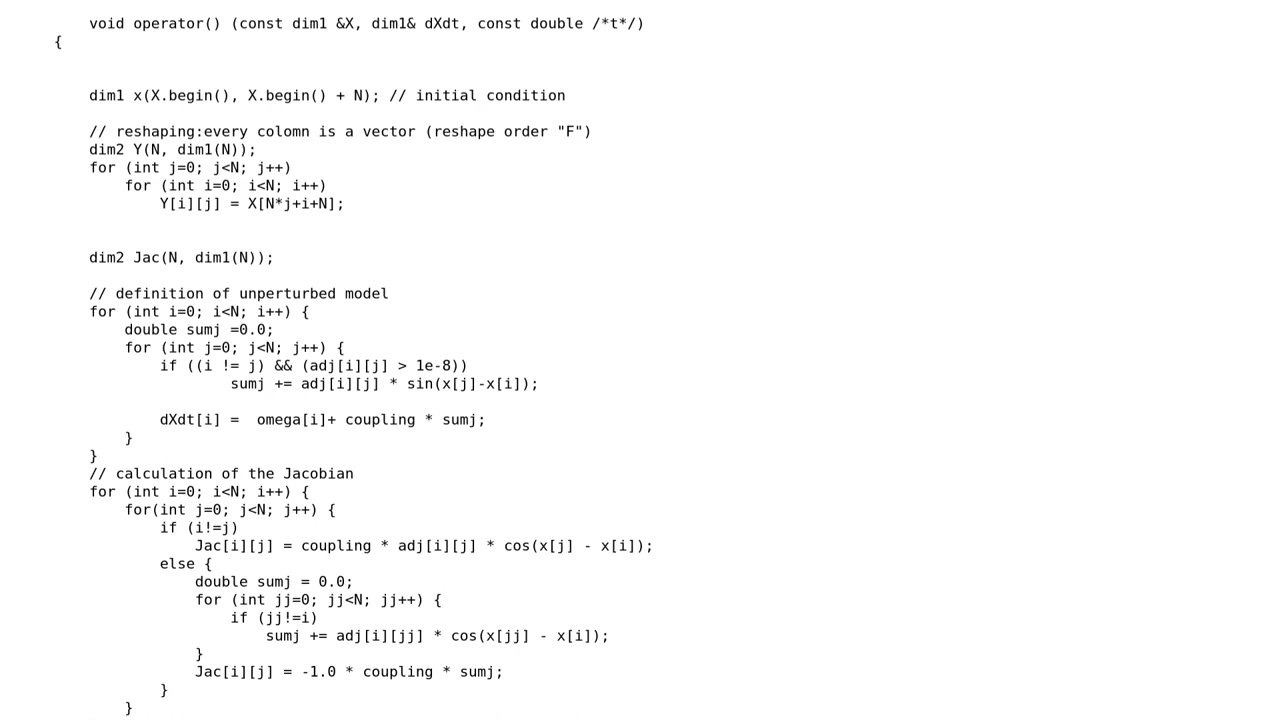 void operator() (const dim1 &X, dim1& dXdt, const double /*t*/)
{
dim1 x(X.begin(), X.begin() + N); // initial condition
// reshaping:every colomn is a vector (reshape order "F")
dim2 Y(N, dim1(N));
for (int j=0; j<N; j++)
for (int i=0; i<N; i++)
Y[i][j] = X[N*j+i+N];
dim2 Jac(N, dim1(N));
// definition of unperturbed model
for (int i=0; i<N; i++) {
double sumj =0.0;
for (int j=0; j<N; j++) {
if ((i != j) && (adj[i][j] > 1e-8))
sumj += adj[i][j] * sin(x[j]-x[i]);
dXdt[i] =  omega[i]+ coupling * sumj;
}
}
// calculation of the Jacobian
for (int i=0; i<N; i++) {
for(int j=0; j<N; j++) {
if (i!=j)
Jac[i][j] = coupling * adj[i][j] * cos(x[j] - x[i]);
else {
double sumj = 0.0;
for (int jj=0; jj<N; jj++) {
if (jj!=i)
sumj += adj[i][jj] * cos(x[jj] - x[i]);
}
Jac[i][j] = -1.0 * coupling * sumj;
}
}